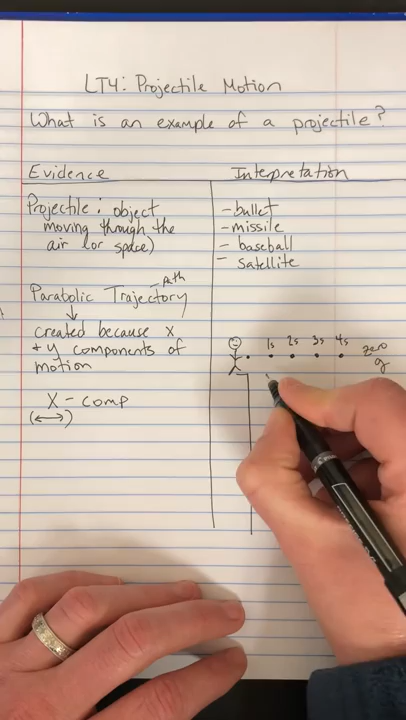 LT4: Projectile Motion
What is an example of a projectile?
Evidence
Interpretation
Projectile: object
moving through the
air (or space)
- bullet
- missile
- baseball
- satellite
- Path
Parabolic Trajectory
↓
created because x
+ y components of
motion
X - comp
(↔)
1s 2s 3s 4s
zero
g